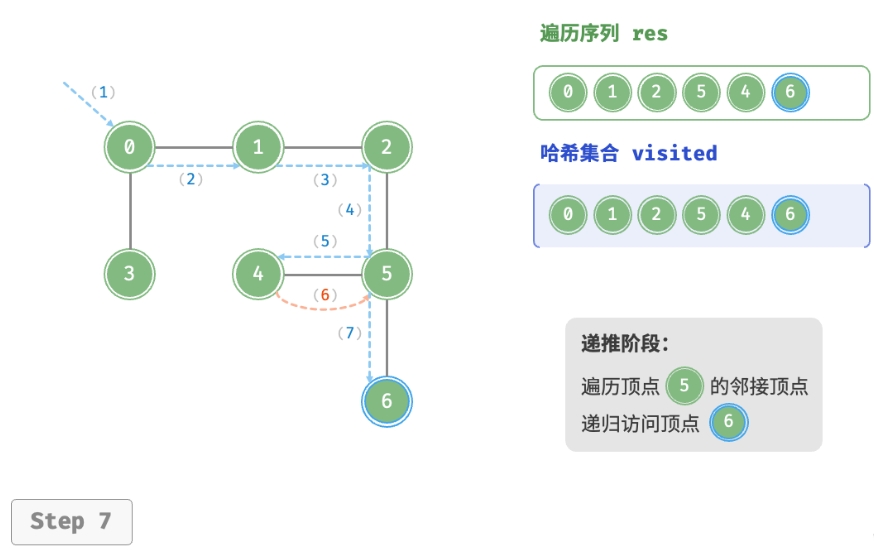 遍历序列 res
0 1 2 5 4 6
(1)
0 1 2
(2) (3)
哈希集合 visited
0 1 2 5 4 6
(4)
(5)
3 4 5
(6)
(7)
6
递推阶段：
遍历顶点 5 的邻接顶点
递归访问顶点 6
Step 7